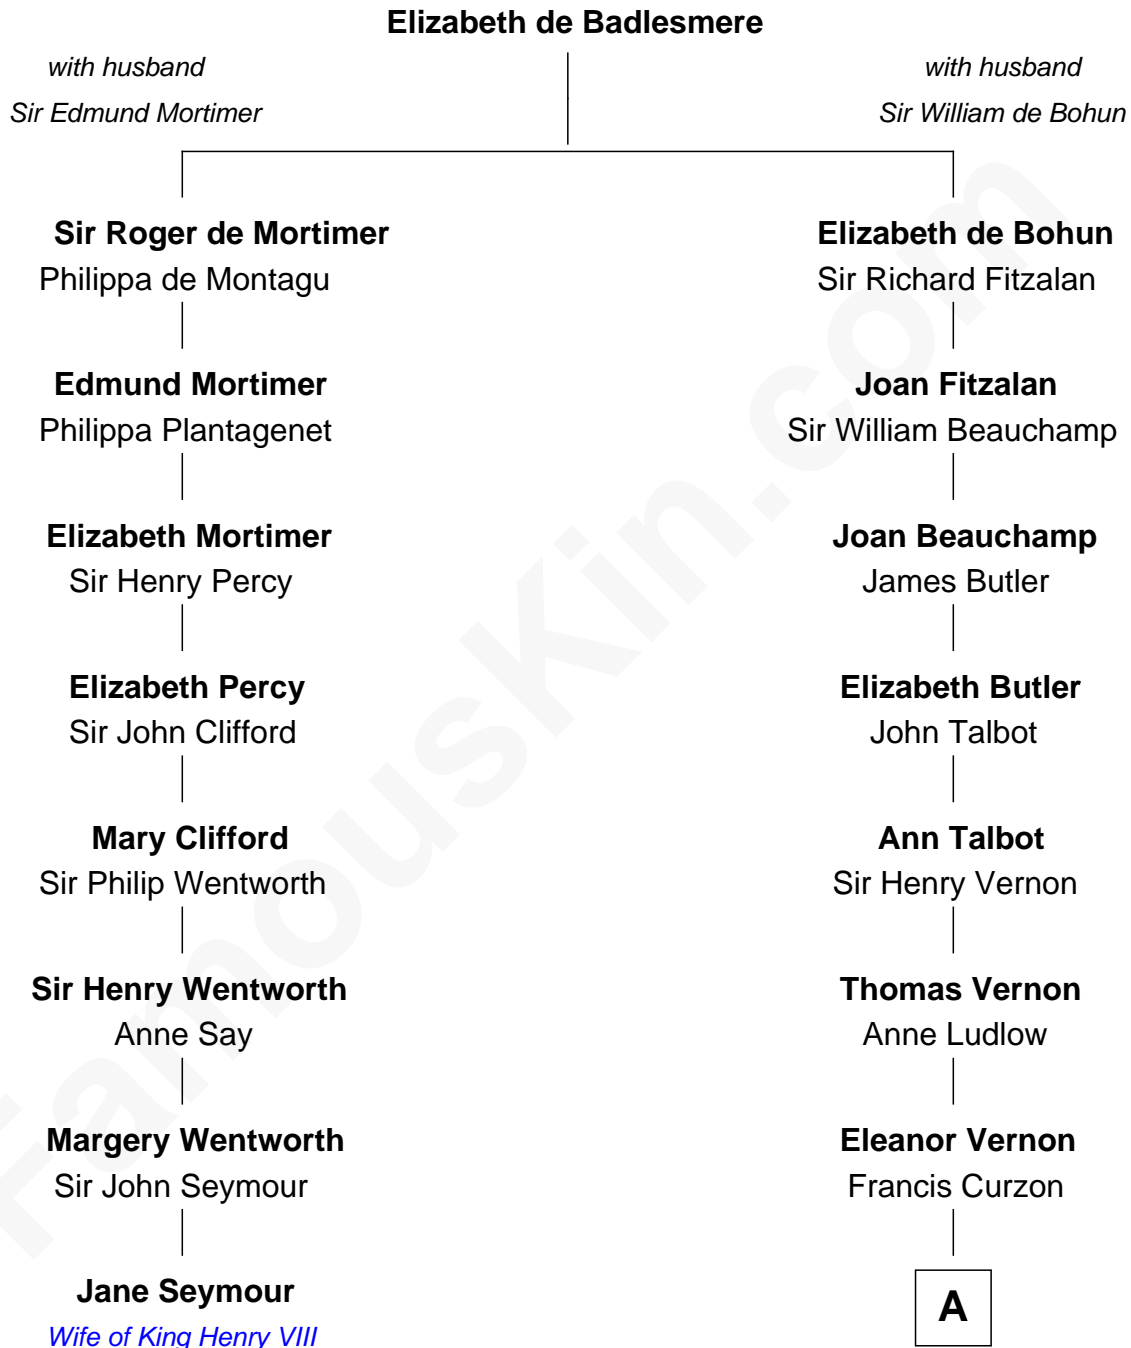 Elizabeth de Badlesmere
with husband
Sir Edmund Mortimer
with husband
Sir William de Bohun
Sir Roger de Mortimer
Philippa de Montagu
Elizabeth de Bohun
Sir Richard Fitzalan
Edmund Mortimer
Philippa Plantagenet
Joan Fitzalan
Sir William Beauchamp
Elizabeth Mortimer
Sir Henry Percy
Joan Beauchamp
James Butler
Elizabeth Percy
Sir John Clifford
Elizabeth Butler
John Talbot
Mary Clifford
Sir Philip Wentworth
Ann Talbot
Sir Henry Vernon
Sir Henry Wentworth
Anne Say
Thomas Vernon
Anne Ludlow
Margery Wentworth
Sir John Seymour
Eleanor Vernon
Francis Curzon
Jane Seymour
Wife of King Henry VIII
A
FamousKin.com